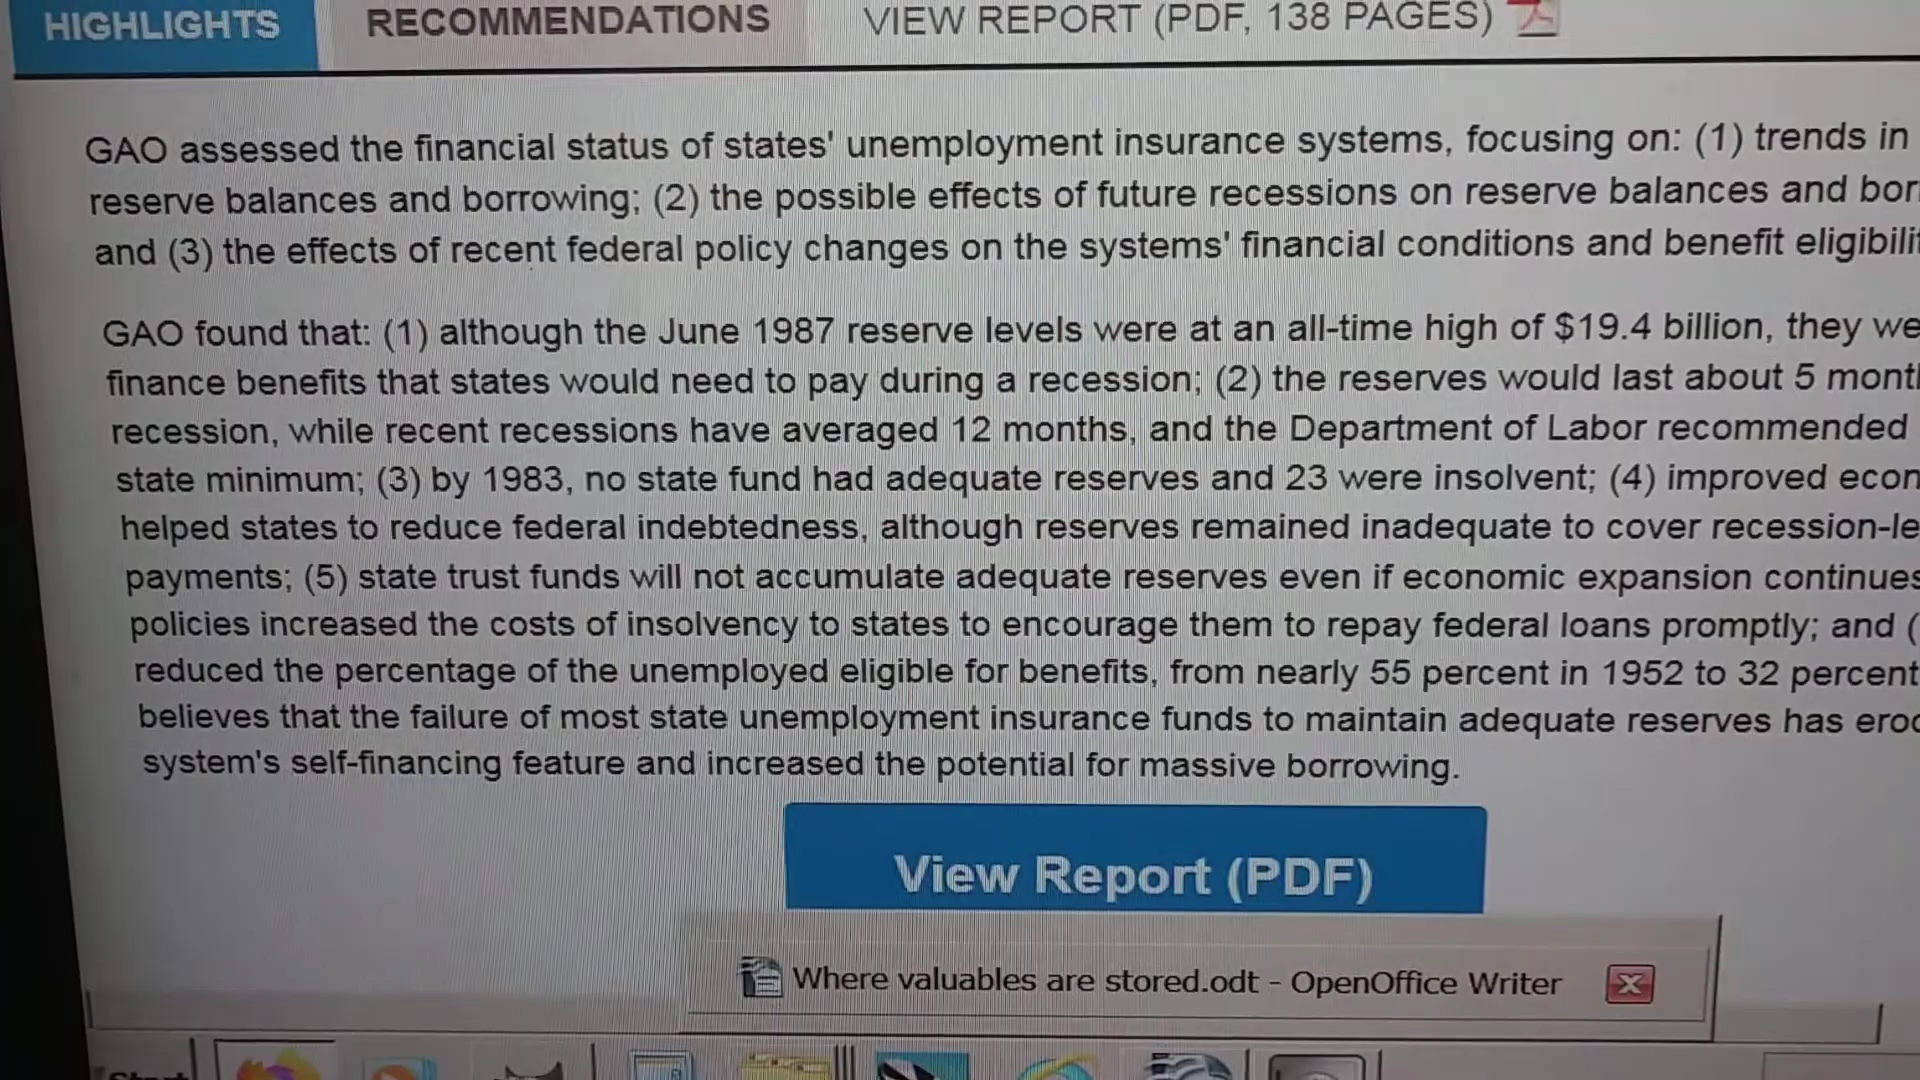 HIGHLIGHTS RECOMMENDATIONS VIEW REPORT (PDF, 138 PAGES)
GAO assessed the financial status of states' unemployment insurance systems, focusing on: (1) trends in
reserve balances and borrowing; (2) the possible effects of future recessions on reserve balances and
and (3) the effects of recent federal policy changes on the systems' financial conditions and benefit
GAO found that: (1) although the June 1987 reserve levels were at an all-time high of $19.4 billion, they
finance benefits that states would need to pay during a recession; (2) the reserves would last about 5
recession, while recent recessions have averaged 12 months, and the Department of Labor recommended
state minimum; (3) by 1983, no state fund had adequate reserves and 23 were insolvent; (4) improved
helped states to reduce federal indebtedness, although reserves remained inadequate to cover
payments; (5) state trust funds will not accumulate adequate reserves even if economic expansion continues
policies increased the costs of insolvency to states to encourage them to repay federal loans promptly; and (
reduced the percentage of the unemployed eligible for benefits, from nearly 55 percent in 1952 to 32 percent
believes that the failure of most state unemployment insurance funds to maintain adequate reserves has
system's self-financing feature and increased the potential for massive borrowing.
View Report (PDF)
Where valuables are stored.odt - OpenOffice Writer